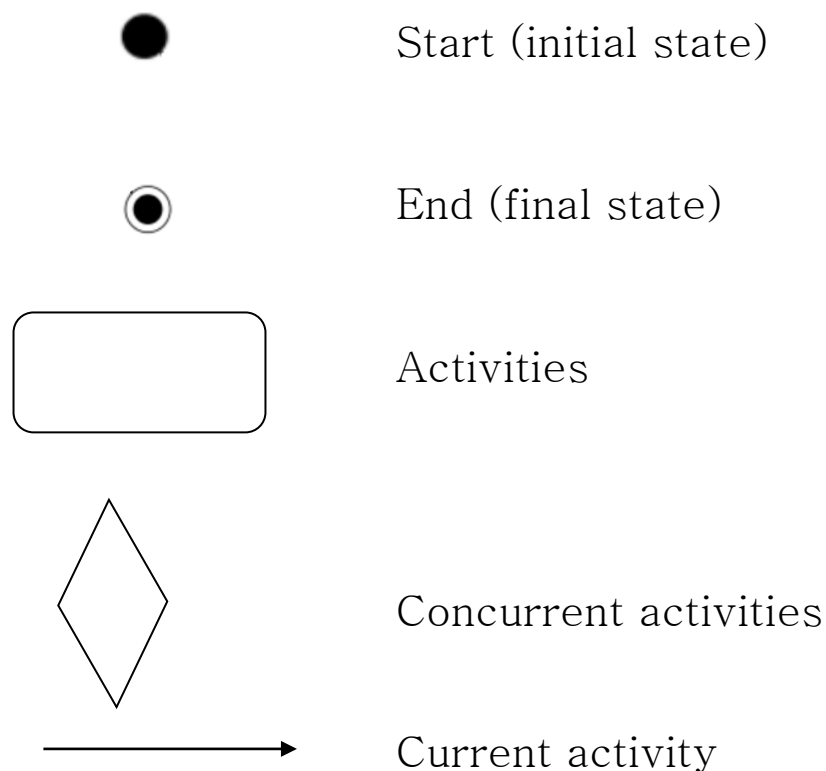 Start (initial state)
End (final state)
Activities
Concurrent activities
Current activity